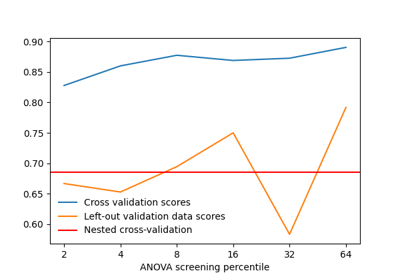 0.90
0.85
0.80
0.75
0.70
0.65
0.60
Cross validation scores
Left-out validation data scores
Nested cross-validation
2 4 8 16 32 64
ANOVA screening percentile